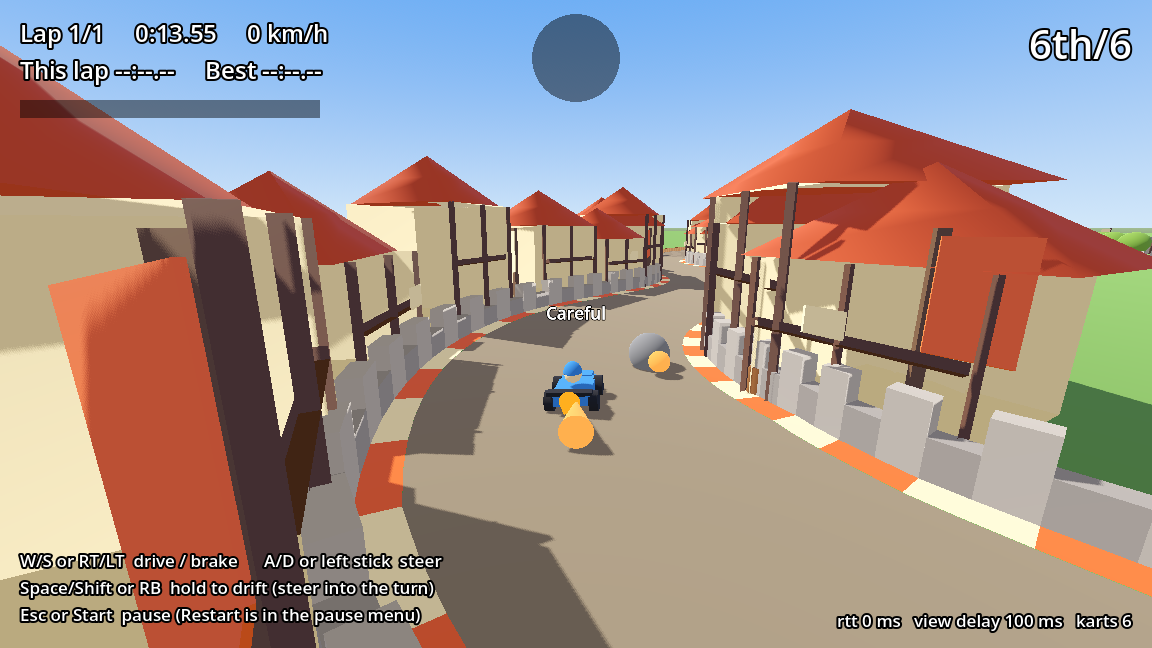 Lap 1/1 0:13.55 0 km/h
6th/6
This lap --:--.-- Best --:--.--
Careful
W/S or RT/LT drive / brake A/D or left stick steer
Space/Shift or RB hold to drift (steer into the turn)
Esc or Start pause (Restart is in the pause menu)
rtt 0 ms view delay 100 ms karts 6